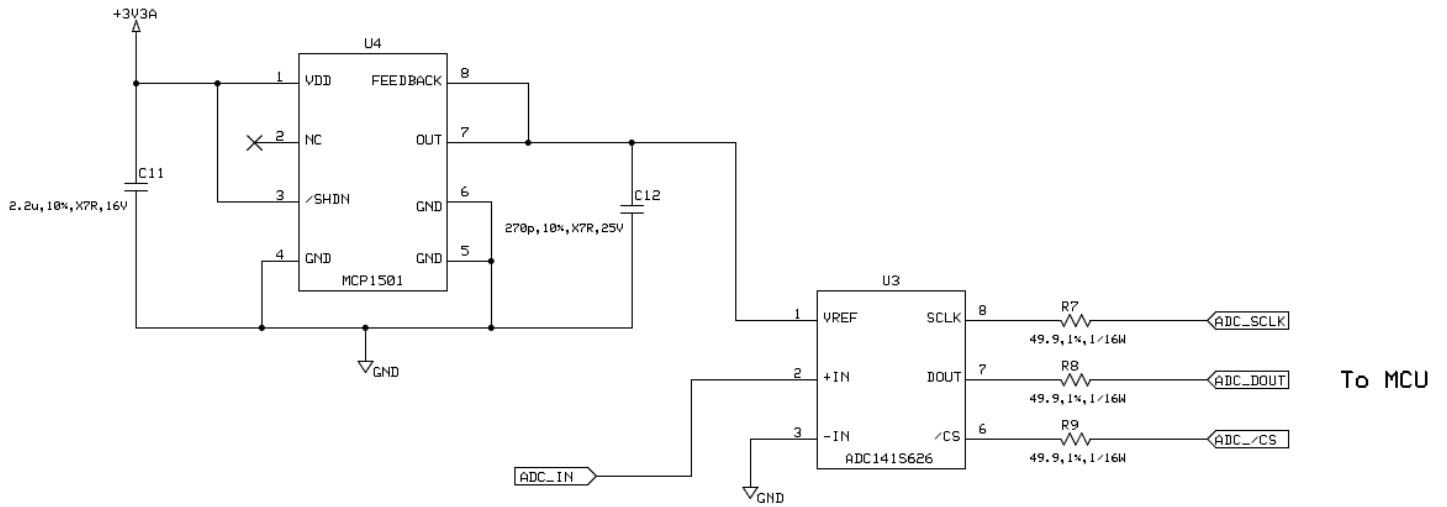 +3V3A
U4
1 VDD FEEDBACK 8
2 NC OUT 7
C11
2.2u,10%,X7R,16V
3 /SHDN GND 6
C12
270p,10%,X7R,25V
4 GND GND 5
MCP1501
GND
U3
1 VREF SCLK 8 R7 ADC_SCLK
49.9,1%,1/16W
2 +IN DOUT 7 R8 ADC_DOUT
49.9,1%,1/16W
To MCU
3 -IN /CS 6 R9 ADC_/CS
49.9,1%,1/16W
ADC141S626
ADC_IN
GND